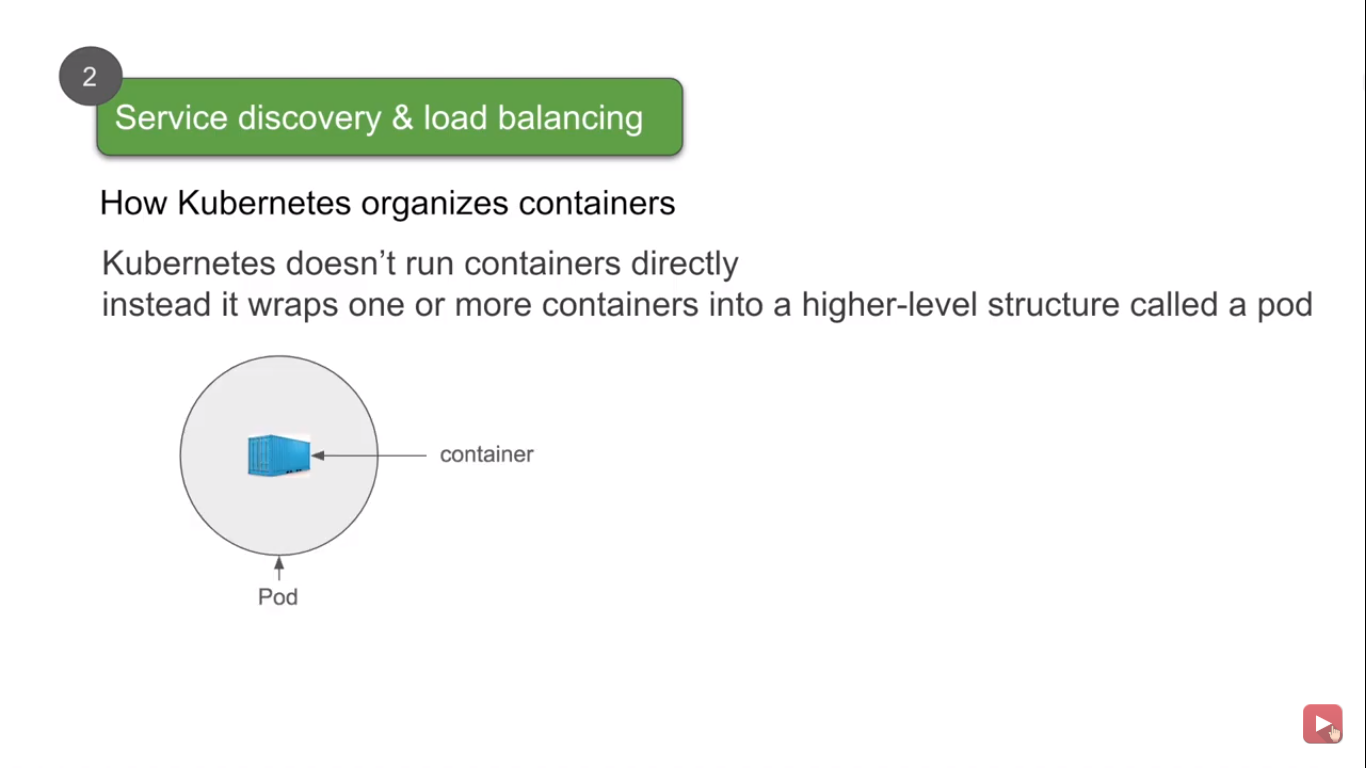 2
Service discovery & load balancing
How Kubernetes organizes containers
Kubernetes doesn’t run containers directly
instead it wraps one or more containers into a higher-level structure called a pod
container
Pod